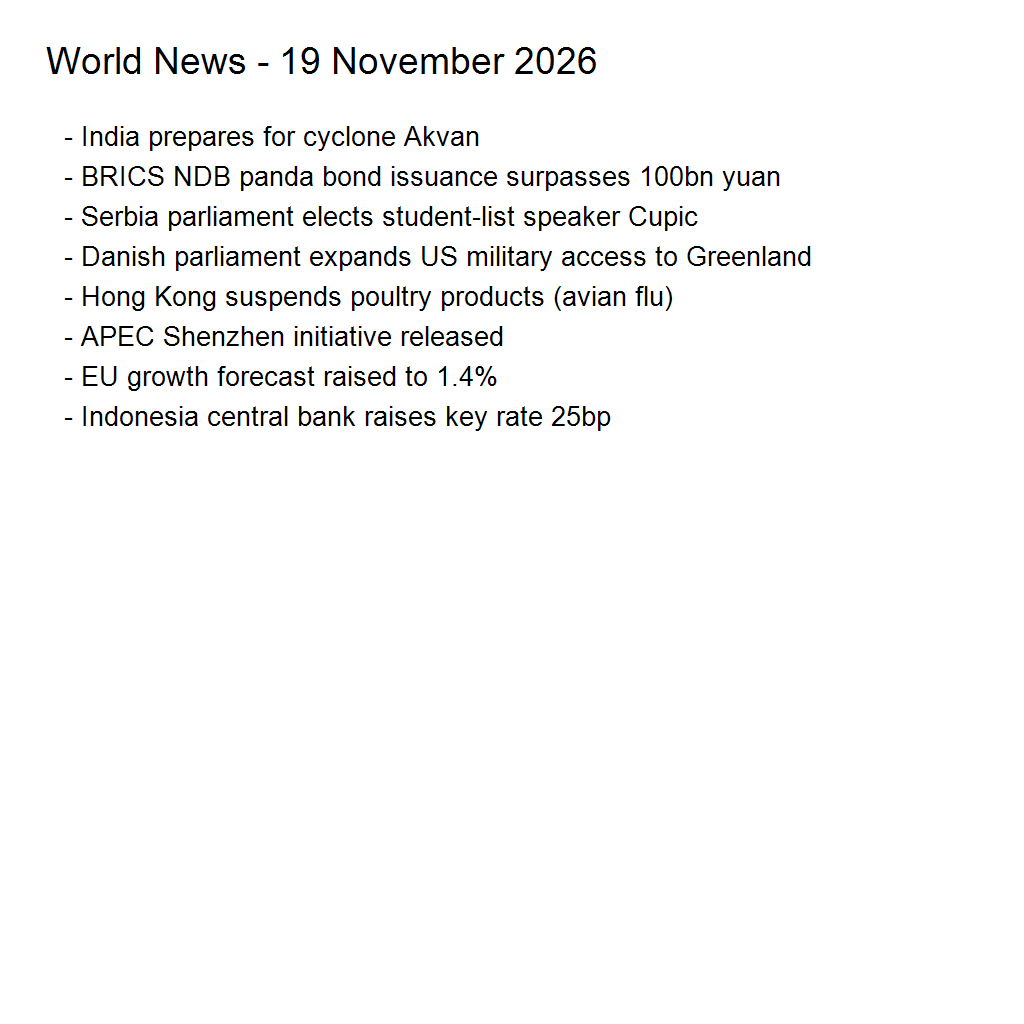 World News - 19 November 2026
- India prepares for cyclone Akvan
- BRICS NDB panda bond issuance surpasses 100bn yuan
- Serbia parliament elects student-list speaker Cupic
- Danish parliament expands US military access to Greenland
- Hong Kong suspends poultry products (avian flu)
- APEC Shenzhen initiative released
- EU growth forecast raised to 1.4%
- Indonesia central bank raises key rate 25bp